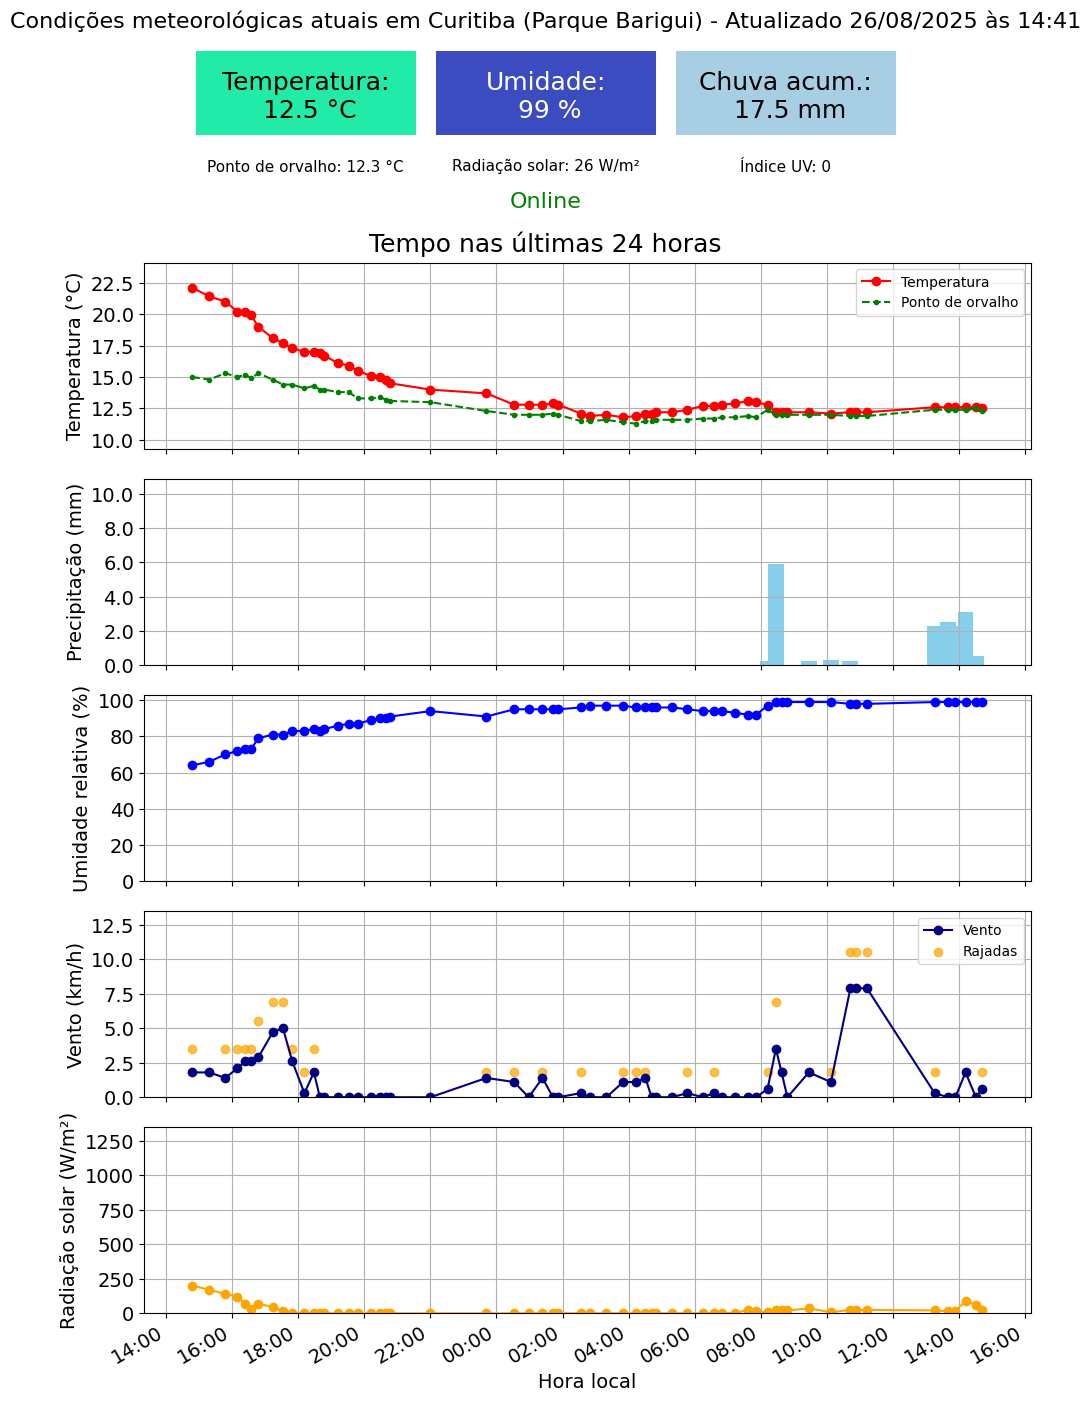 Condições meteorológicas atuais em Curitiba (Parque Barigui) - Atualizado 26/08/2025 às 14:41
Temperatura:
12.5 °C
Umidade:
99 %
Chuva acum.:
17.5 mm
Ponto de orvalho: 12.3 °C
Radiação solar: 26 W/m²
Índice UV: 0
Online
Tempo nas últimas 24 horas
Temperatura (°C)
22.5
20.0
17.5
15.0
12.5
10.0
Temperatura
Ponto de orvalho
Precipitação (mm)
10.0
8.0
6.0
4.0
2.0
0.0
Umidade relativa (%)
100
80
60
40
20
0
Vento (km/h)
12.5
10.0
7.5
5.0
2.5
0.0
Vento
Rajadas
Radiação solar (W/m²)
1250
1000
750
500
250
0
14:00 16:00 18:00 20:00 22:00 00:00 02:00 04:00 06:00 08:00 10:00 12:00 14:00 16:00
Hora local